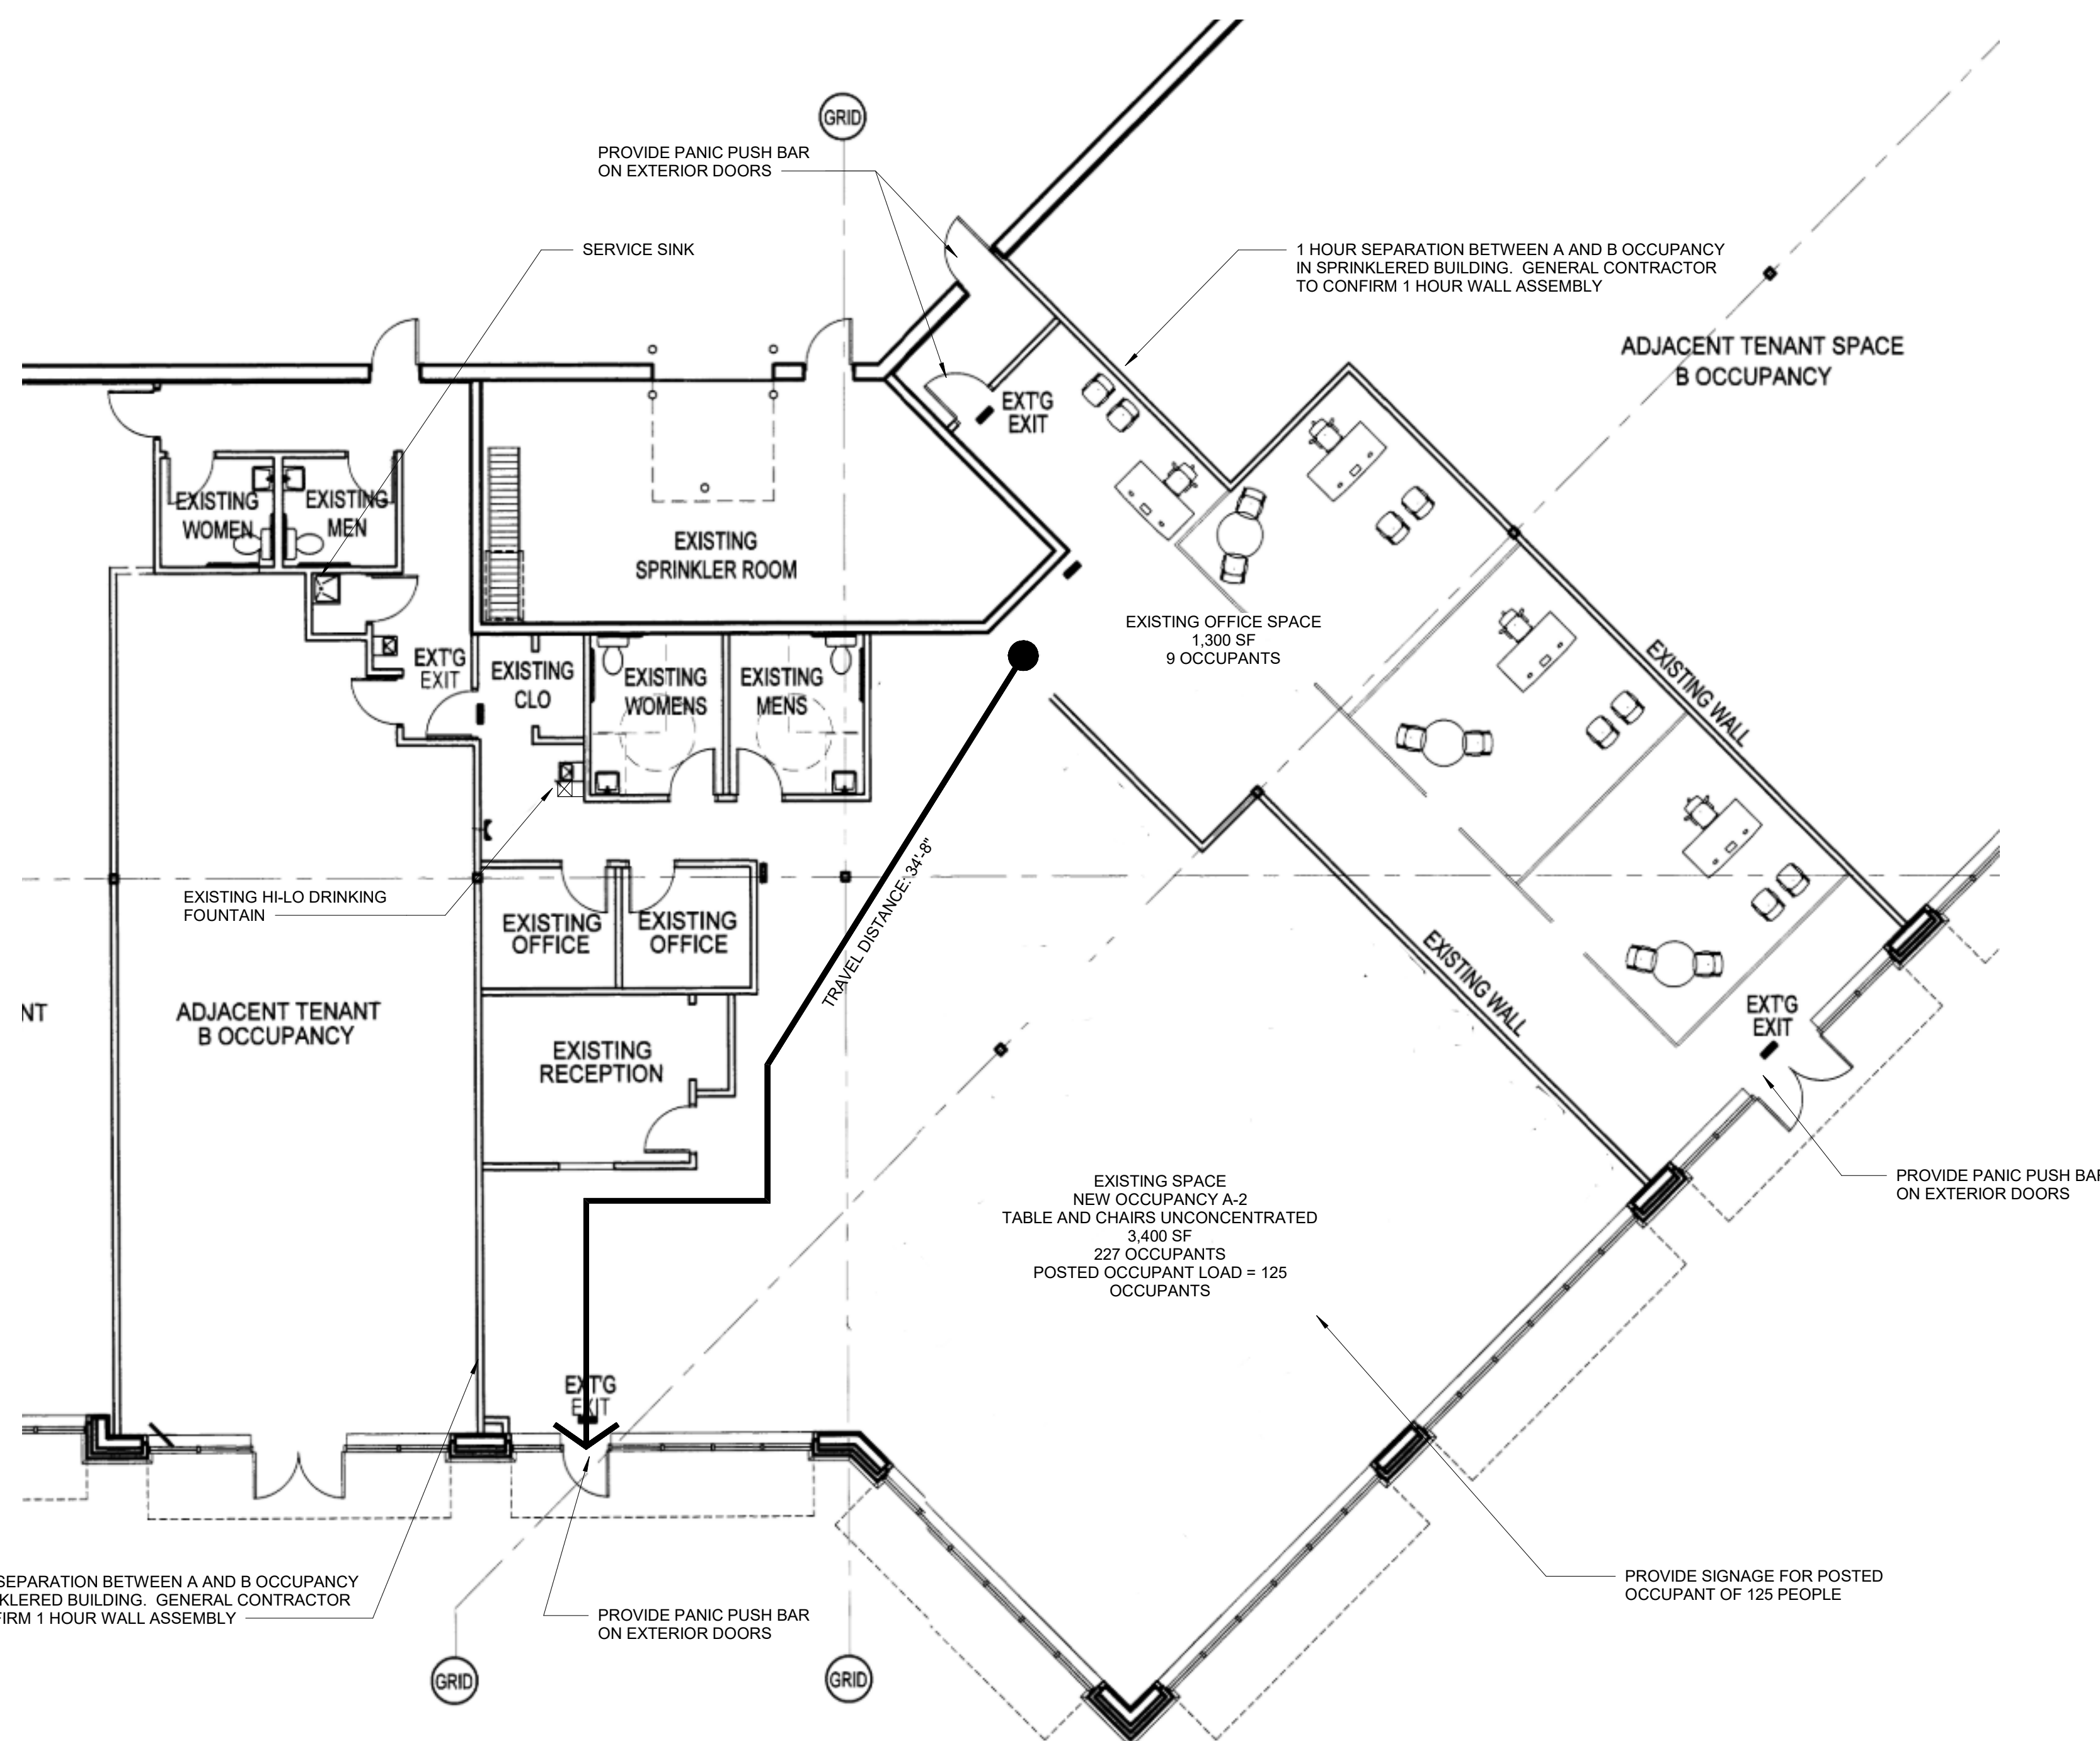 GRID
PROVIDE PANIC PUSH BAR
ON EXTERIOR DOORS
SERVICE SINK
1 HOUR SEPARATION BETWEEN A AND B OCCUPANCY
IN SPRINKLERED BUILDING. GENERAL CONTRACTOR
TO CONFIRM 1 HOUR WALL ASSEMBLY
ADJACENT TENANT SPACE
B OCCUPANCY
EXT'G
EXIT
EXISTING
WOMEN
EXISTING
MEN
EXISTING
SPRINKLER ROOM
EXISTING OFFICE SPACE
1,300 SF
9 OCCUPANTS
EXT'G
EXIT
EXISTING
CLO
EXISTING
WOMENS
EXISTING
MENS
EXISTING WALL
TRAVEL DISTANCE: 34'-8"
EXISTING HI-LO DRINKING
FOUNTAIN
EXISTING
OFFICE
EXISTING
OFFICE
EXISTING WALL
NT
ADJACENT TENANT
B OCCUPANCY
EXISTING
RECEPTION
EXT'G
EXIT
PROVIDE PANIC PUSH BAR
ON EXTERIOR DOORS
EXISTING SPACE
NEW OCCUPANCY A-2
TABLE AND CHAIRS UNCONCENTRATED
3,400 SF
227 OCCUPANTS
POSTED OCCUPANT LOAD = 125
OCCUPANTS
EXT'G
EXIT
SEPARATION BETWEEN A AND B OCCUPANCY
KLERED BUILDING. GENERAL CONTRACTOR
FIRM 1 HOUR WALL ASSEMBLY
PROVIDE PANIC PUSH BAR
ON EXTERIOR DOORS
PROVIDE SIGNAGE FOR POSTED
OCCUPANT OF 125 PEOPLE
GRID
GRID